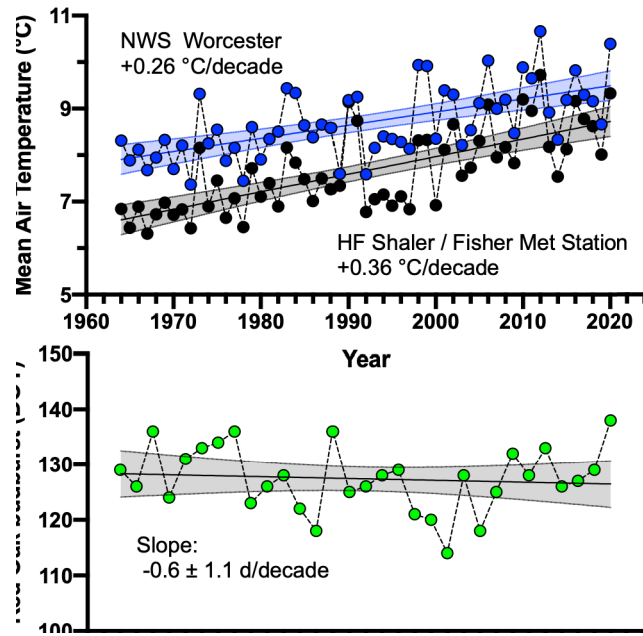 Mean Air Temperature (°C)
11
9
7
5
NWS Worcester
+0.26 °C/decade
HF Shaler / Fisher Met Station
+0.36 °C/decade
1960 1970 1980 1990 2000 2010 2020
Year
150
140
130
120
110
100
Slope:
-0.6 ± 1.1 d/decade